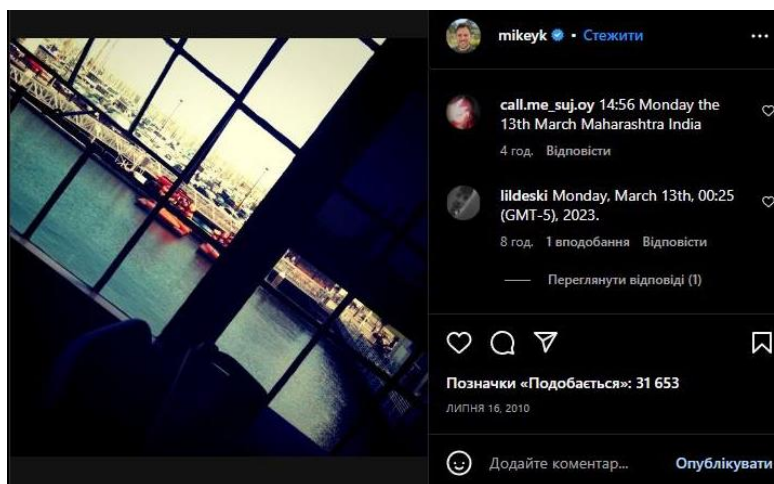 mikeyk • Стежити
call.me_suj.oy 14:56 Monday the
13th March Maharashtra India
4 год. Відповісти
lildeski Monday, March 13th, 00:25
(GMT-5), 2023.
8 год. 1 вподобання Відповісти
Переглянути відповіді (1)
Позначки «Подобається»: 31 653
ЛИПНЯ 16, 2010
Додайте коментар... Опублікувати